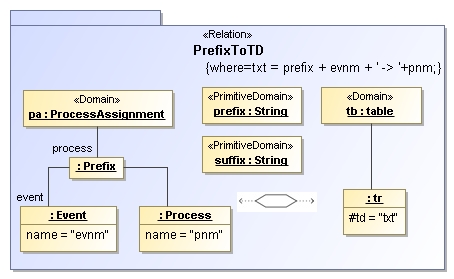 «Relation»
PrefixToTD
{where=txt = prefix + evnm + ' -> '+pnm;}
«Domain»
pa : ProcessAssignment
«PrimitiveDomain»
prefix : String
«Domain»
tb : table
process
«PrimitiveDomain»
suffix : String
: Prefix
event
: Event
name = "evnm"
: Process
name = "pnm"
: tr
#td = "txt"